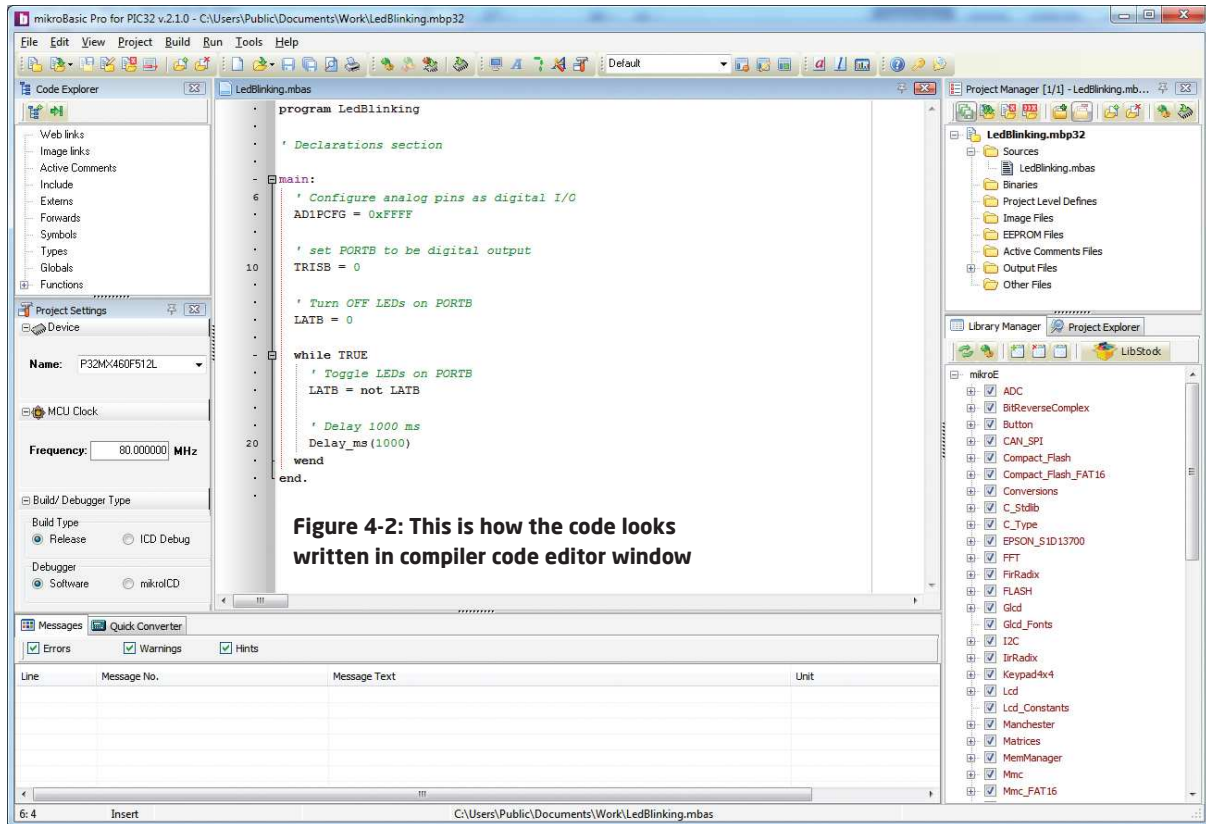 mikroBasic Pro for PIC32 v.2.1.0 - C:\Users\Public\Documents\Work\LedBlinking.mbp32
File Edit View Project Build Run Tools Help
Default
Code Explorer
Web links
Image links
Active Comments
Include
Externs
Forwards
Symbols
Types
Globals
Functions
Project Settings
Device
Name: P32MX460F512L
MCU Clock
Frequency: 80.000000 MHz
Build/ Debugger Type
Build Type
Release ICD Debug
Debugger
Software mikroICD
LedBlinking.mbas
program LedBlinking
' Declarations section
main:
6 ' Configure analog pins as digital I/O
AD1PCFG = 0xFFFF
' set PORTB to be digital output
10 TRISB = 0
' Turn OFF LEDs on PORTB
LATB = 0
while TRUE
' Toggle LEDs on PORTB
LATB = not LATB
' Delay 1000 ms
20 Delay_ms(1000)
wend
end.
Figure 4-2: This is how the code looks
written in compiler code editor window
Project Manager [1/1] - LedBlinking.mb...
LedBlinking.mbp32
Sources
LedBlinking.mbas
Binaries
Project Level Defines
Image Files
EEPROM Files
Active Comments Files
Output Files
Other Files
Library Manager Project Explorer
LibStock
mikroE
ADC
BitReverseComplex
Button
CAN_SPI
Compact_Flash
Compact_Flash_FAT16
Conversions
C_Stdlib
C_Type
EPSON_S1D13700
FFT
FirRadix
FLASH
Glcd
Glcd_Fonts
I2C
IirRadix
Keypad4x4
Lcd
Lcd_Constants
Manchester
Matrices
MemManager
Mmc
Mmc_FAT16
Messages Quick Converter
Errors Warnings Hints
Line Message No. Message Text Unit
6: 4 Insert C:\Users\Public\Documents\Work\LedBlinking.mbas